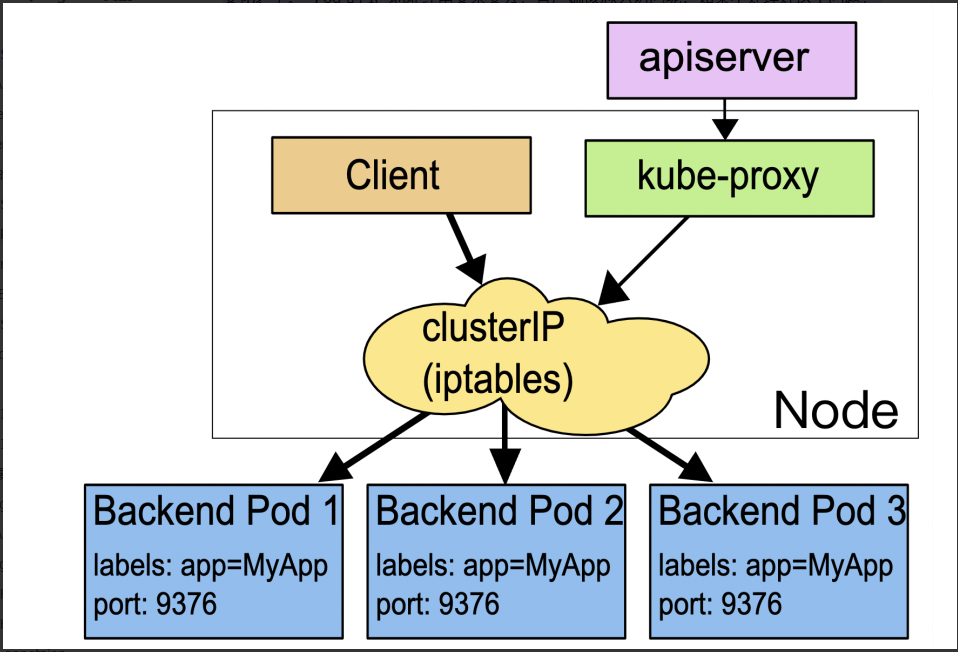 apiserver
Client
kube-proxy
clusterIP
(iptables)
Node
Backend Pod 1
labels: app=MyApp
port: 9376
Backend Pod 2
labels: app=MyApp
port: 9376
Backend Pod 3
labels: app=MyApp
port: 9376